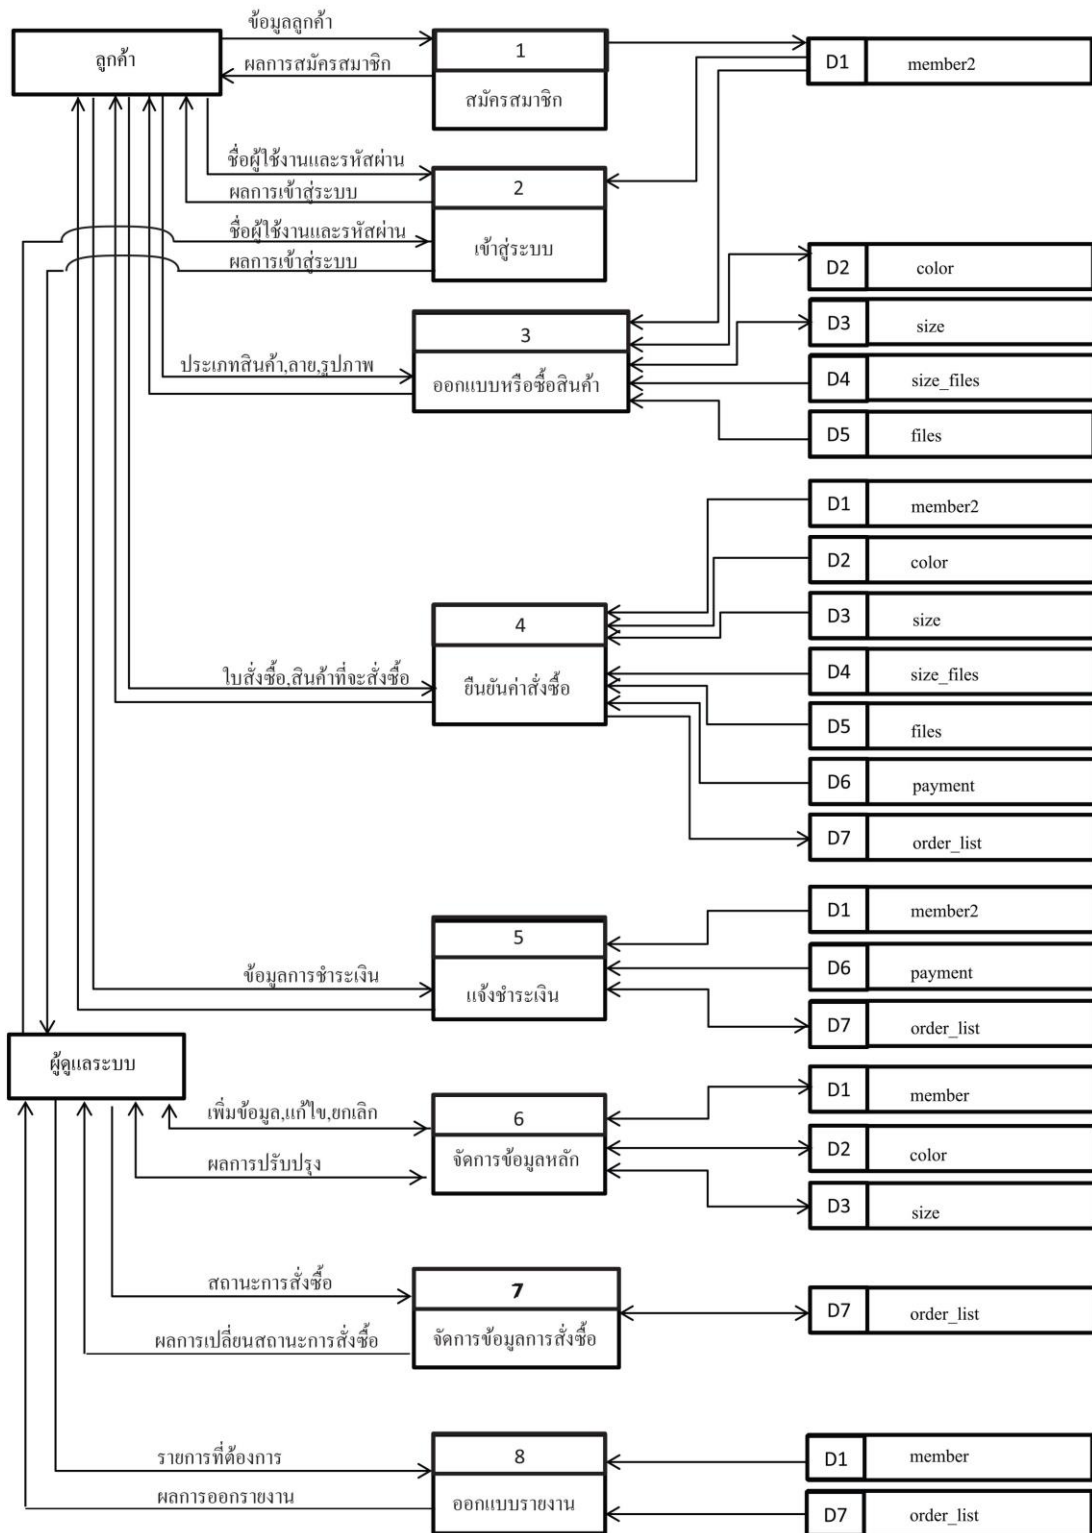 ลูกค้า
ข้อมูลลูกค้า
ผลการสมัครสมาชิก
1
สมัครสมาชิก
D1 member2
ชื่อผู้ใช้งานและรหัสผ่าน
ผลการเข้าสู่ระบบ
ชื่อผู้ใช้งานและรหัสผ่าน
ผลการเข้าสู่ระบบ
2
เข้าสู่ระบบ
ประเภทสินค้า,ลาย,รูปภาพ
3
ออกแบบหรือซื้อสินค้า
D2 color
D3 size
D4 size_files
D5 files
ใบสั่งซื้อ,สินค้าที่จะสั่งซื้อ
4
ยืนยันค่าสั่งซื้อ
D1 member2
D2 color
D3 size
D4 size_files
D5 files
D6 payment
D7 order_list
ข้อมูลการชำระเงิน
5
แจ้งชำระเงิน
D1 member2
D6 payment
D7 order_list
ผู้ดูแลระบบ
เพิ่มข้อมูล,แก้ไข,ยกเลิก
ผลการปรับปรุง
6
จัดการข้อมูลหลัก
D1 member
D2 color
D3 size
สถานะการสั่งซื้อ
ผลการเปลี่ยนสถานะการสั่งซื้อ
7
จัดการข้อมูลการสั่งซื้อ
D7 order_list
รายการที่ต้องการ
ผลการออกรายงาน
8
ออกแบบรายงาน
D1 member
D7 order_list